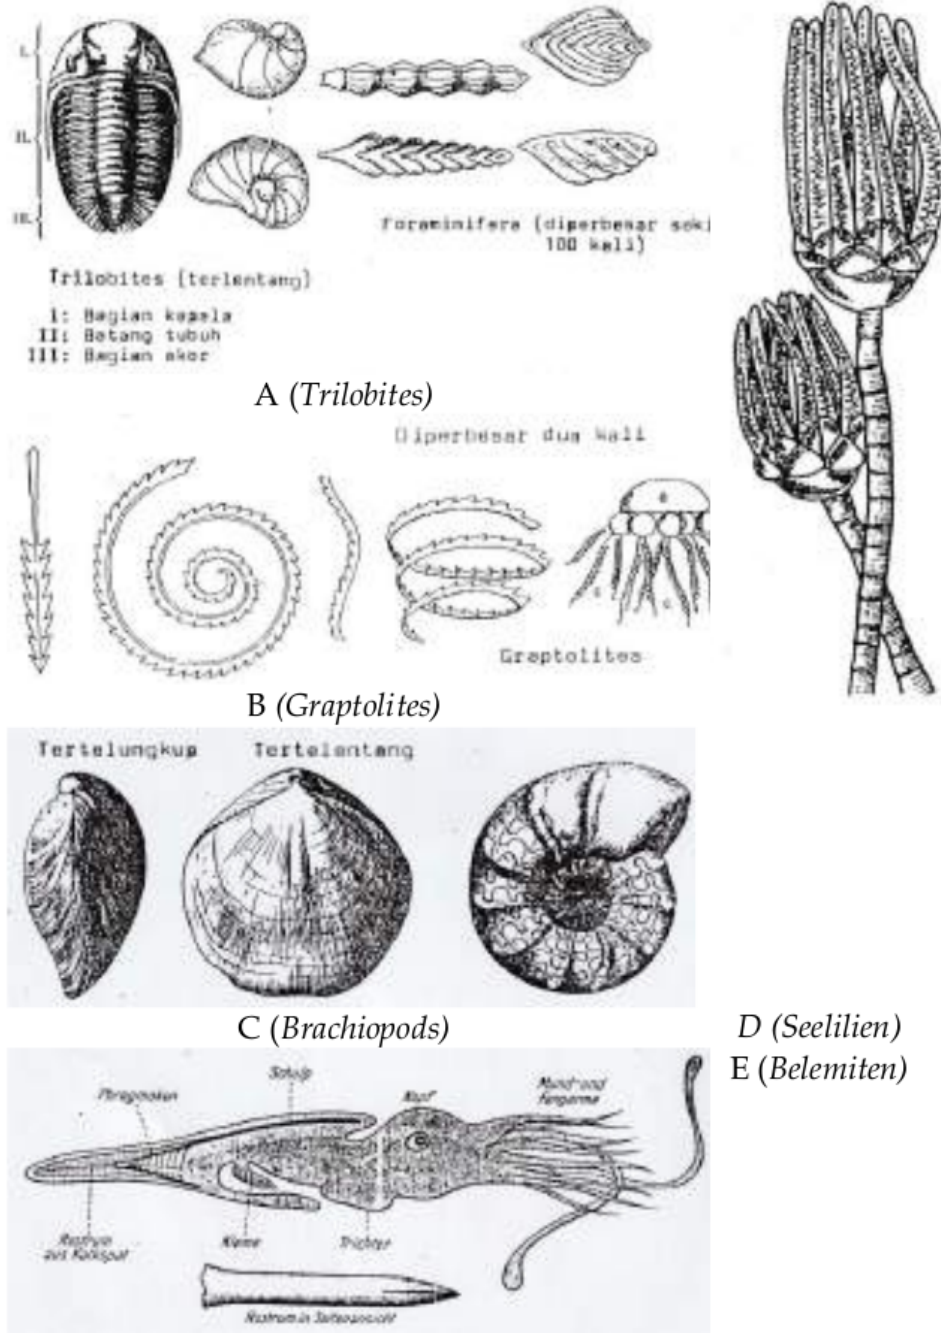 I.
II.
III.
Foraminifera (diperbesar seki
100 kali)
Trilobites (terlentang)
I: Bagian kepala
II: Batang tubuh
III: Bagian ekor
A (Trilobites)
Diperbesar dua kali
Graptolites
B (Graptolites)
Tertelungkup
Tertelentang
C (Brachiopods)
D (Seelilien)
E (Belemiten)
Schulp
Phragmokon
Kopf
Mund-und
Fangarme
Rostrum
aus Kalkspat
Kieme
Trichter
Rostrum in Seitenansicht